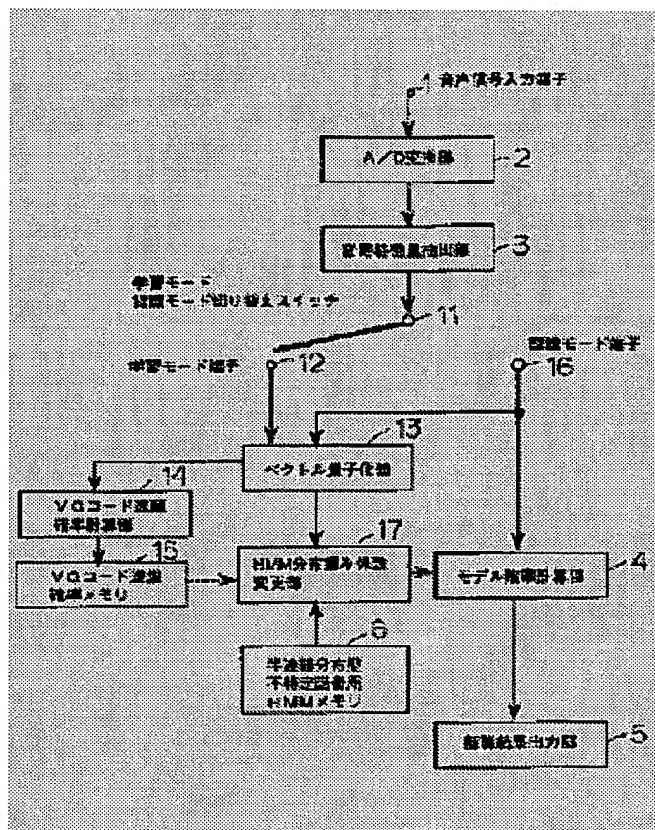 1 音声信号入力端子
A/D変換部 2
音声特徴量抽出部 3
学習モード
認識モード切り替えスイッチ
11
学習モード端子 12
認識モード端子
16
ベクトル量子化部 13
VQコード連鎖
確率計算部
14
VQコード連鎖
確率メモリ
15
HMM分布重み係数
変更部
17
モデル確率計算部 4
半連続分布型
不特定話者用
HMMメモリ
6
認識結果出力部 5